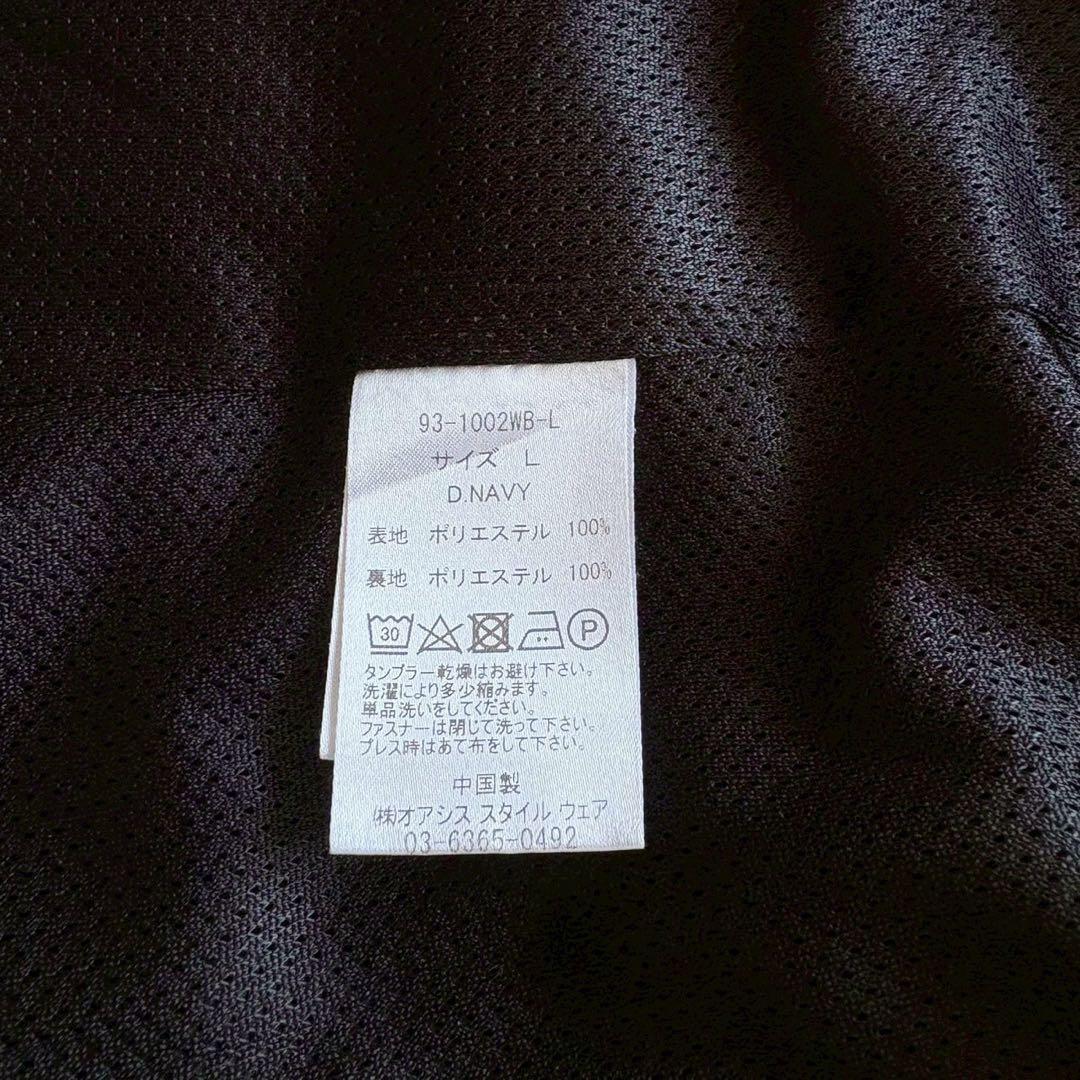 93-1002WB-L
サイズ L
D.NAVY
表地 ポリエステル 100%
裏地 ポリエステル 100%
30 P
タンブラー乾燥はお避け下さい。
洗濯により多少縮みます。
単品洗いをしてください。
ファスナーは閉じて洗って下さい。
プレス時はあて布をして下さい。
中国製
(株)オアシス スタイル ウェア
03-6365-0492